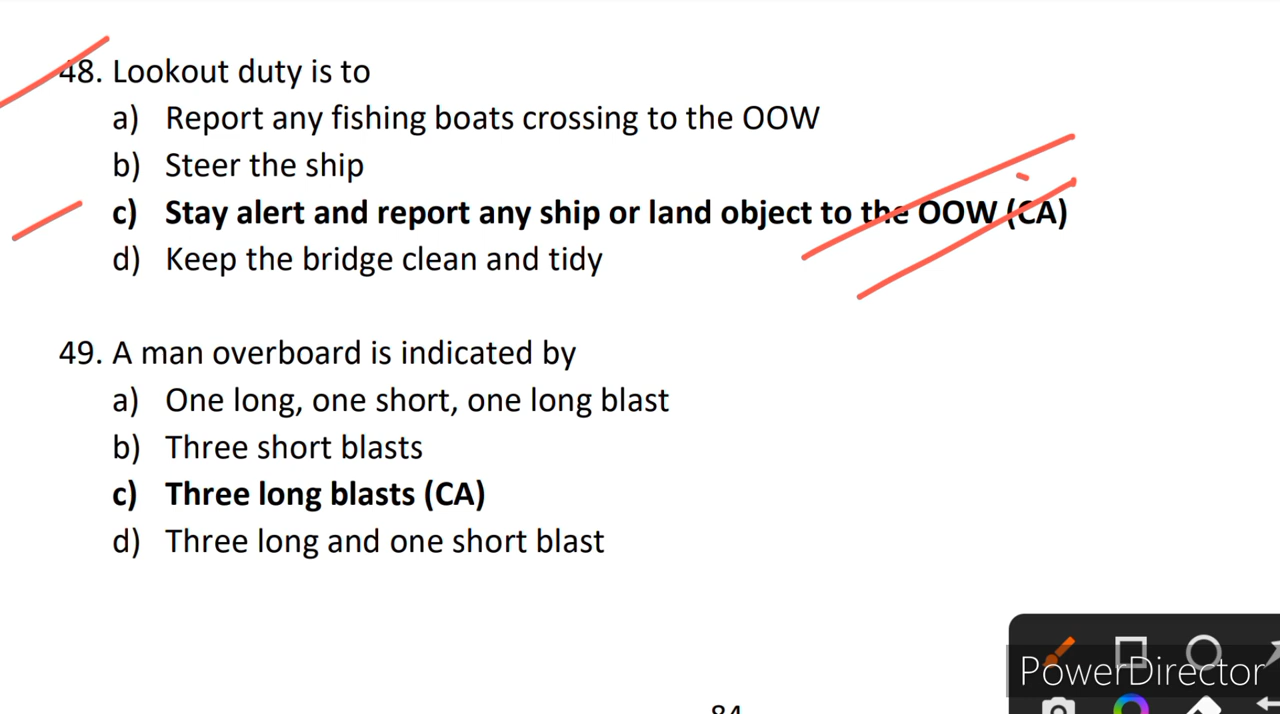 48. Lookout duty is to
a) Report any fishing boats crossing to the OOW
b) Steer the ship
c) Stay alert and report any ship or land object to the OOW (CA)
d) Keep the bridge clean and tidy
49. A man overboard is indicated by
a) One long, one short, one long blast
b) Three short blasts
c) Three long blasts (CA)
d) Three long and one short blast
PowerDirector